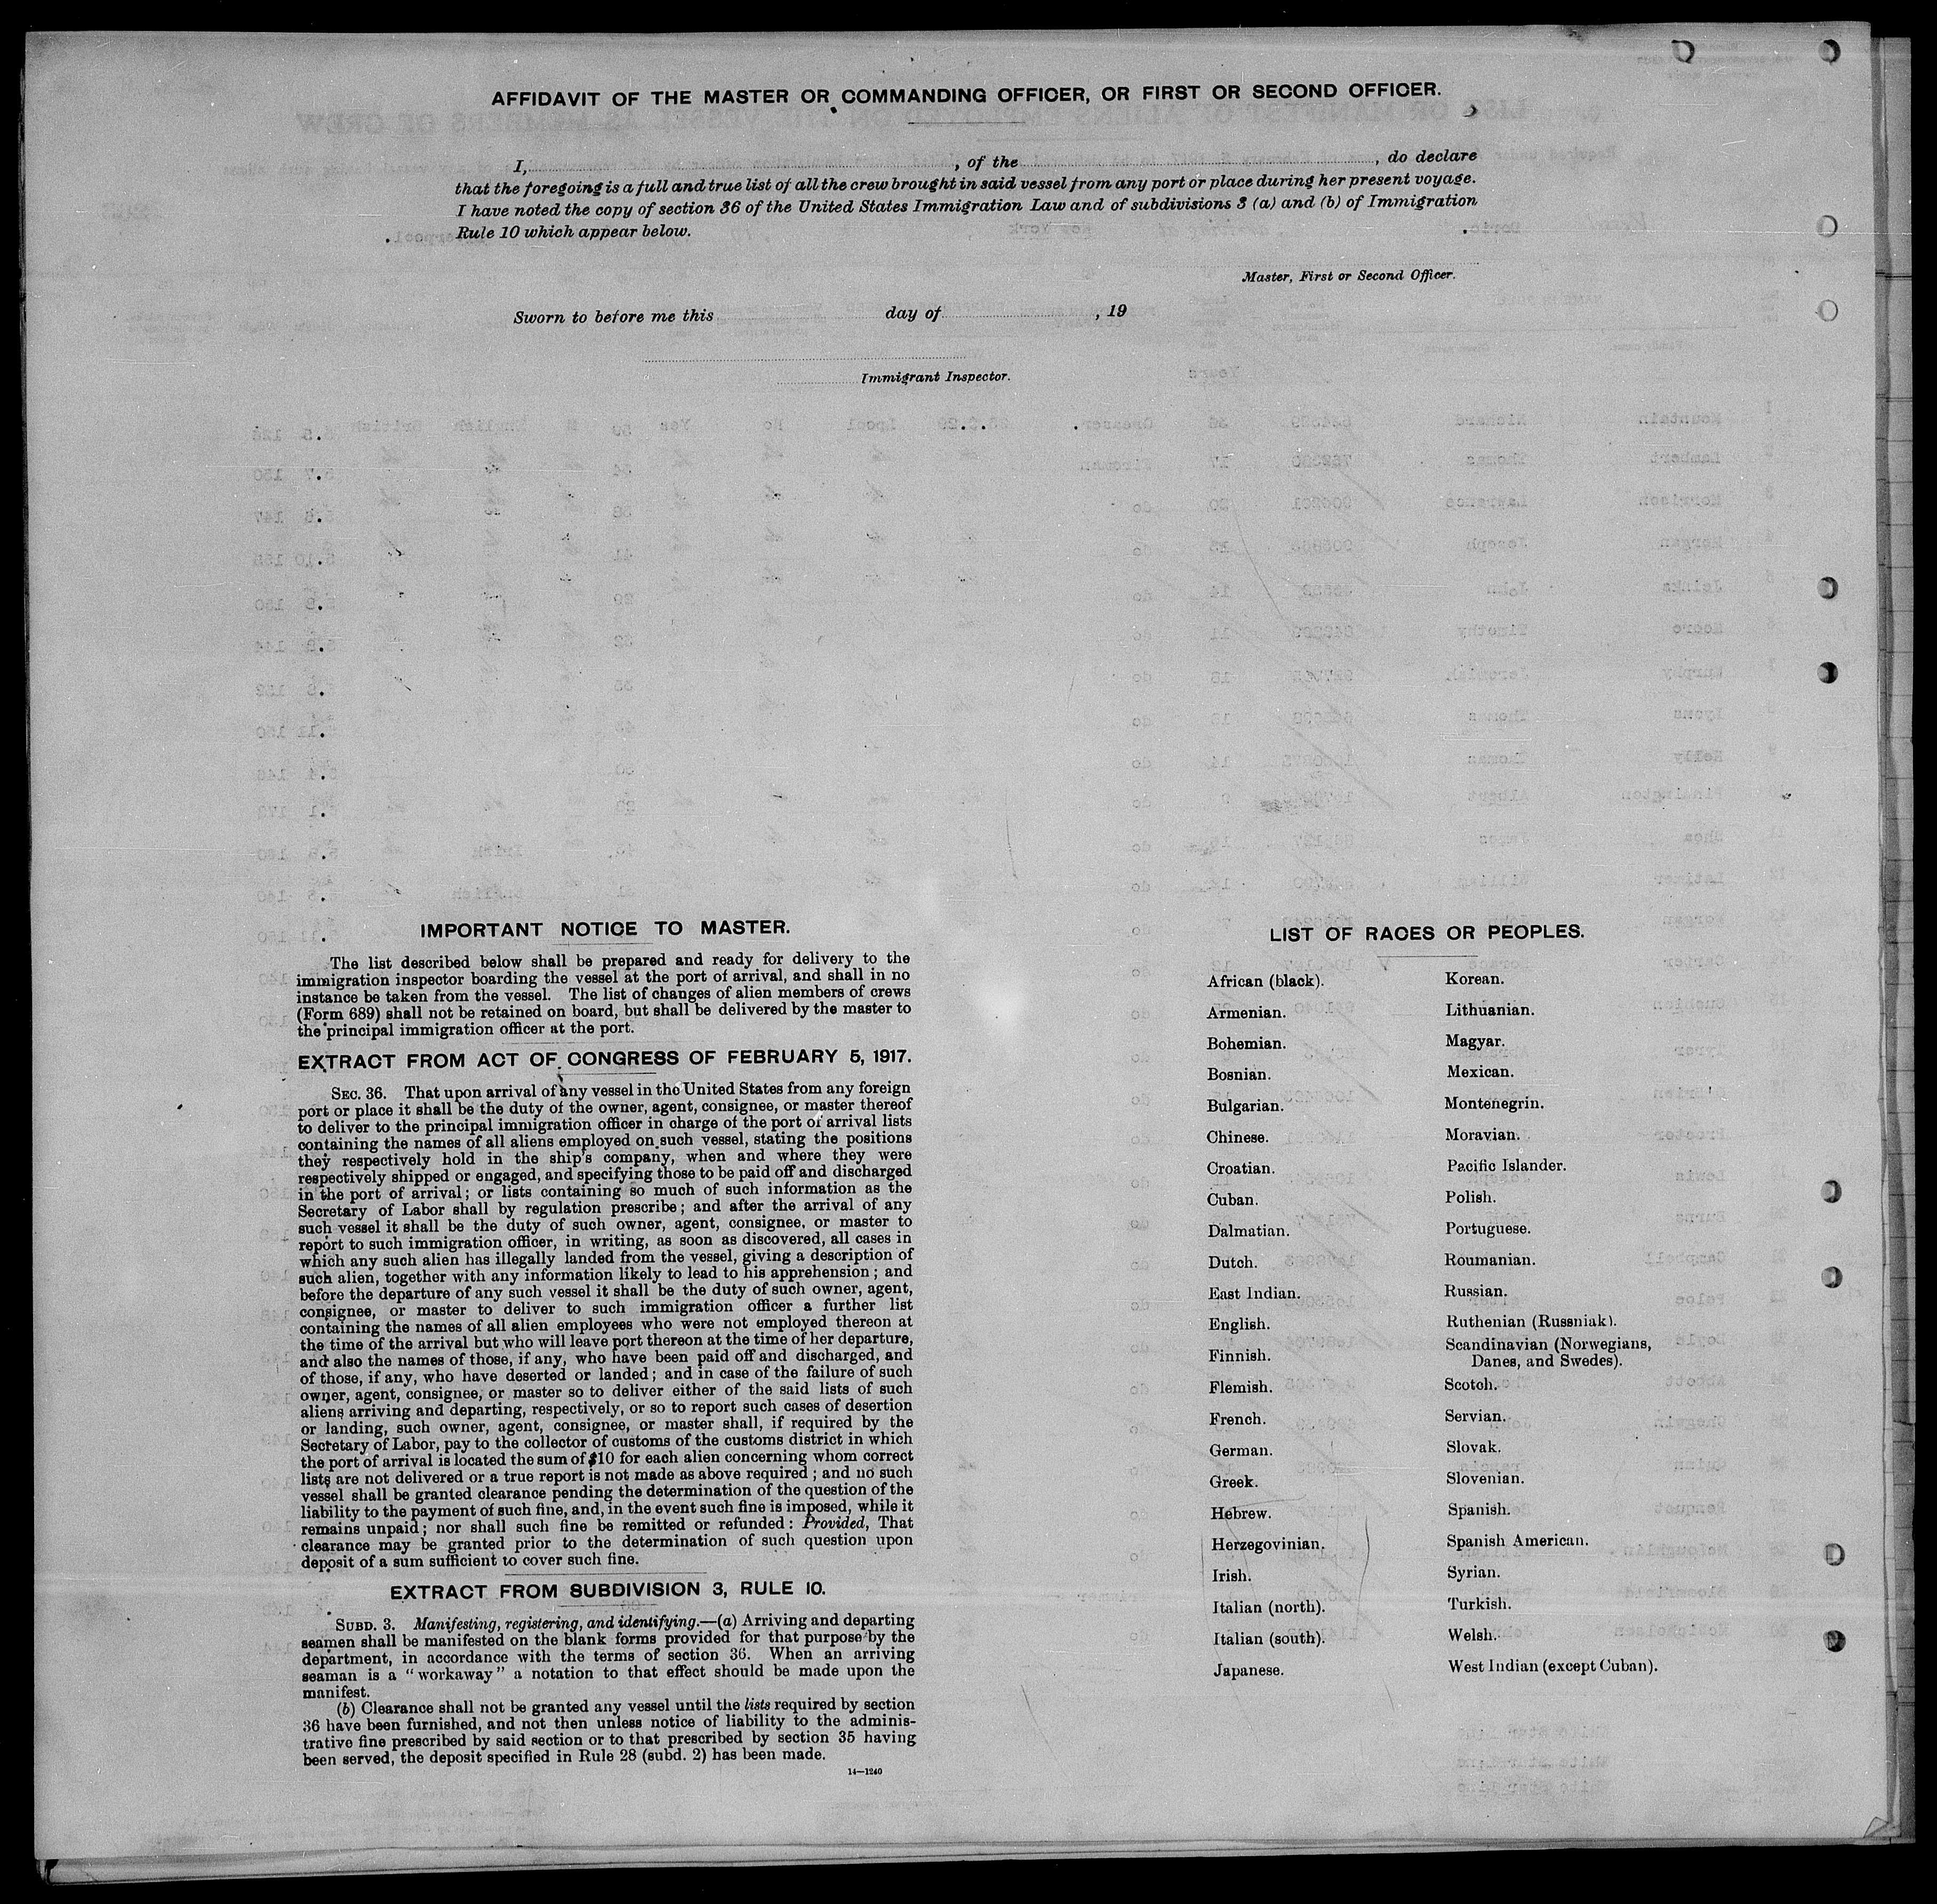 AFFIDAVIT OF THE MASTER OR COMMANDING OFFICER, OR FIRST OR SECOND OFFICER.
I, , of the , do declare
that the foregoing is a full and true list of all the crew brought in said vessel from any port or place during her present voyage.
I have noted the copy of section 36 of the United States Immigration Law and of subdivisions 3 (a) and (b) of Immigration
Rule 10 which appear below.
Master, First or Second Officer.
Sworn to before me this day of , 19
Immigrant Inspector.
IMPORTANT NOTICE TO MASTER.
The list described below shall be prepared and ready for delivery to the
immigration inspector boarding the vessel at the port of arrival, and shall in no
instance be taken from the vessel. The list of changes of alien members of crews
(Form 689) shall not be retained on board, but shall be delivered by the master to
the principal immigration officer at the port.
EXTRACT FROM ACT OF CONGRESS OF FEBRUARY 5, 1917.
SEC. 36. That upon arrival of any vessel in the United States from any foreign
port or place it shall be the duty of the owner, agent, consignee, or master thereof
to deliver to the principal immigration officer in charge of the port of arrival lists
containing the names of all aliens employed on such vessel, stating the positions
they respectively hold in the ship's company, when and where they were
respectively shipped or engaged, and specifying those to be paid off and discharged
in the port of arrival; or lists containing so much of such information as the
Secretary of Labor shall by regulation prescribe; and after the arrival of any
such vessel it shall be the duty of such owner, agent, consignee, or master to
report to such immigration officer, in writing, as soon as discovered, all cases in
which any such alien has illegally landed from the vessel, giving a description of
such alien, together with any information likely to lead to his apprehension; and
before the departure of any such vessel it shall be the duty of such owner, agent,
consignee, or master to deliver to such immigration officer a further list
containing the names of all alien employees who were not employed thereon at
the time of the arrival but who will leave port thereon at the time of her departure,
and also the names of those, if any, who have been paid off and discharged, and
of those, if any, who have deserted or landed; and in case of the failure of such
owner, agent, consignee, or master so to deliver either of the said lists of such
aliens arriving and departing, respectively, or so to report such cases of desertion
or landing, such owner, agent, consignee, or master shall, if required by the
Secretary of Labor, pay to the collector of customs of the customs district in which
the port of arrival is located the sum of $10 for each alien concerning whom correct
lists are not delivered or a true report is not made as above required; and no such
vessel shall be granted clearance pending the determination of the question of the
liability to the payment of such fine, and, in the event such fine is imposed, while it
remains unpaid; nor shall such fine be remitted or refunded: Provided, That
clearance may be granted prior to the determination of such question upon
deposit of a sum sufficient to cover such fine.
EXTRACT FROM SUBDIVISION 3, RULE 10.
SUBD. 3. Manifesting, registering, and identifying.—(a) Arriving and departing
seamen shall be manifested on the blank forms provided for that purpose by the
department, in accordance with the terms of section 36. When an arriving
seaman is a "workaway" a notation to that effect should be made upon the
manifest.
(b) Clearance shall not be granted any vessel until the lists required by section
36 have been furnished, and not then unless notice of liability to the adminis-
trative fine prescribed by said section or to that prescribed by section 35 having
been served, the deposit specified in Rule 28 (subd. 2) has been made.
14—1240
LIST OF RACES OR PEOPLES.
African (black).
Armenian.
Bohemian.
Bosnian.
Bulgarian.
Chinese.
Croatian.
Cuban.
Dalmatian.
Dutch.
East Indian.
English.
Finnish.
Flemish.
French.
German.
Greek.
Hebrew.
Herzegovinian.
Irish.
Italian (north).
Italian (south).
Japanese.
Korean.
Lithuanian.
Magyar.
Mexican.
Montenegrin.
Moravian.
Pacific Islander.
Polish.
Portuguese.
Roumanian.
Russian.
Ruthenian (Russniak).
Scandinavian (Norwegians,
Danes, and Swedes).
Scotch.
Servian.
Slovak.
Slovenian.
Spanish.
Spanish American.
Syrian.
Turkish.
Welsh.
West Indian (except Cuban).